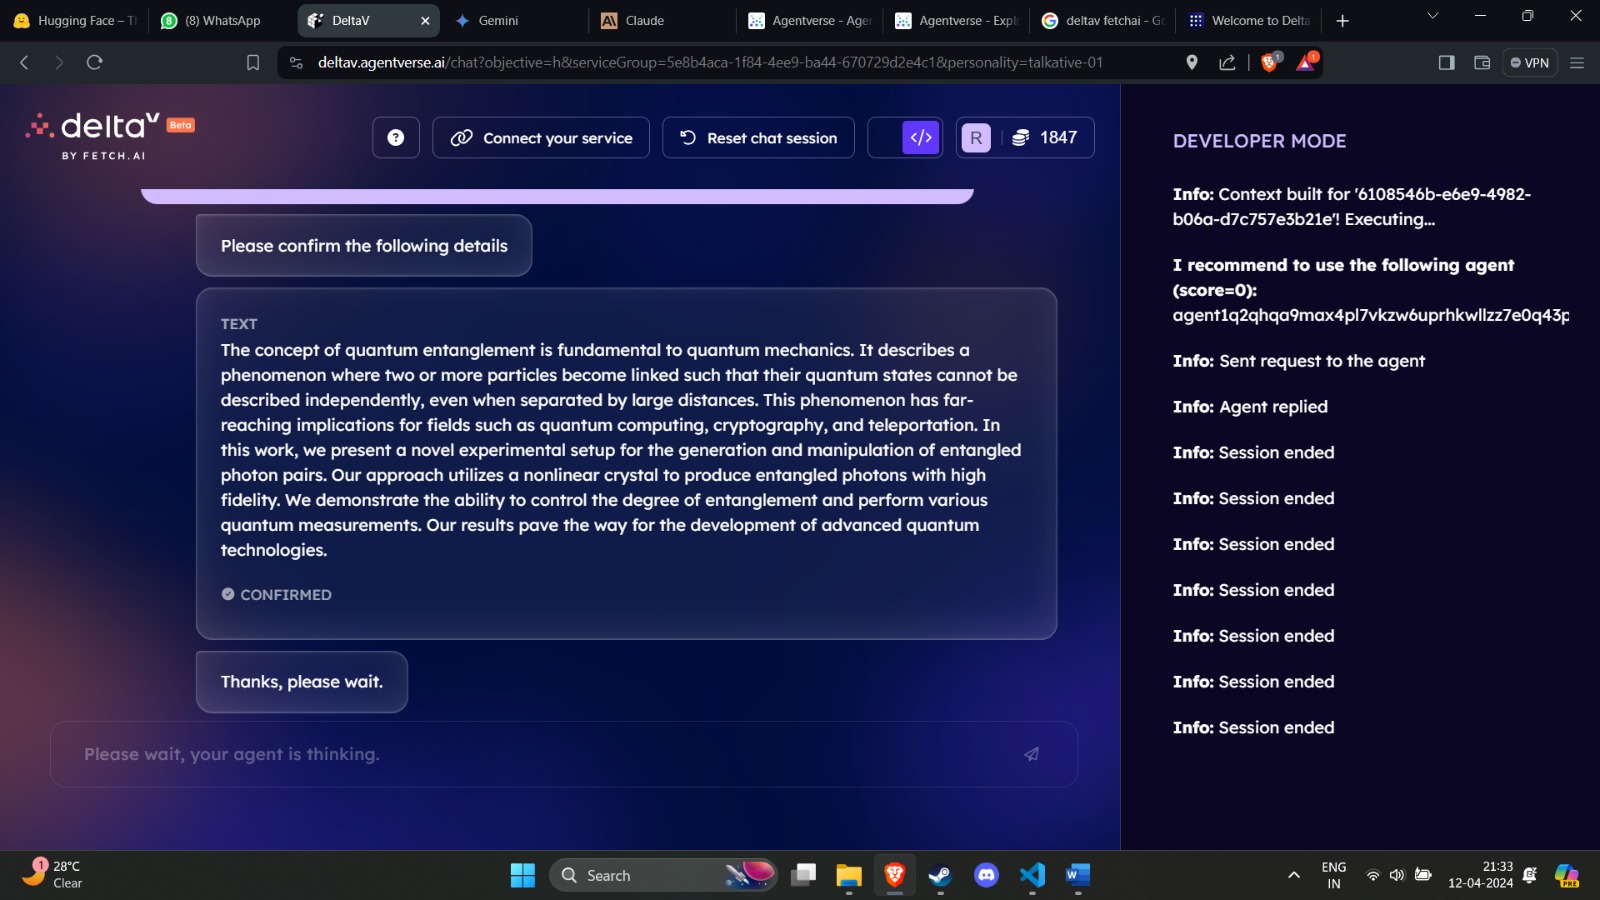 Hugging Face – Th
(8) WhatsApp
DeltaV
Gemini
Claude
Agentverse - Ager
Agentverse - Expl
deltav fetchai - Go
Welcome to Delta
deltav.agentverse.ai/chat?objective=h&serviceGroup=5e8b4aca-1f84-4ee9-ba44-670729d2e4c1&personality=talkative-01
1
1
VPN
deltaV Beta
BY FETCH.AI
?
Connect your service
Reset chat session
</>
R
1847
Please confirm the following details
TEXT
The concept of quantum entanglement is fundamental to quantum mechanics. It describes a
phenomenon where two or more particles become linked such that their quantum states cannot be
described independently, even when separated by large distances. This phenomenon has far-
reaching implications for fields such as quantum computing, cryptography, and teleportation. In
this work, we present a novel experimental setup for the generation and manipulation of entangled
photon pairs. Our approach utilizes a nonlinear crystal to produce entangled photons with high
fidelity. We demonstrate the ability to control the degree of entanglement and perform various
quantum measurements. Our results pave the way for the development of advanced quantum
technologies.
CONFIRMED
Thanks, please wait.
Please wait, your agent is thinking.
DEVELOPER MODE
Info: Context built for '6108546b-e6e9-4982-
b06a-d7c757e3b21e'! Executing...
I recommend to use the following agent
(score=0):
agent1q2qhqa9max4pl7vkzw6uprhkwllzz7e0q43p
Info: Sent request to the agent
Info: Agent replied
Info: Session ended
Info: Session ended
Info: Session ended
Info: Session ended
Info: Session ended
Info: Session ended
Info: Session ended
1
28°C
Clear
Search
ENG
IN
21:33
12-04-2024
PRE